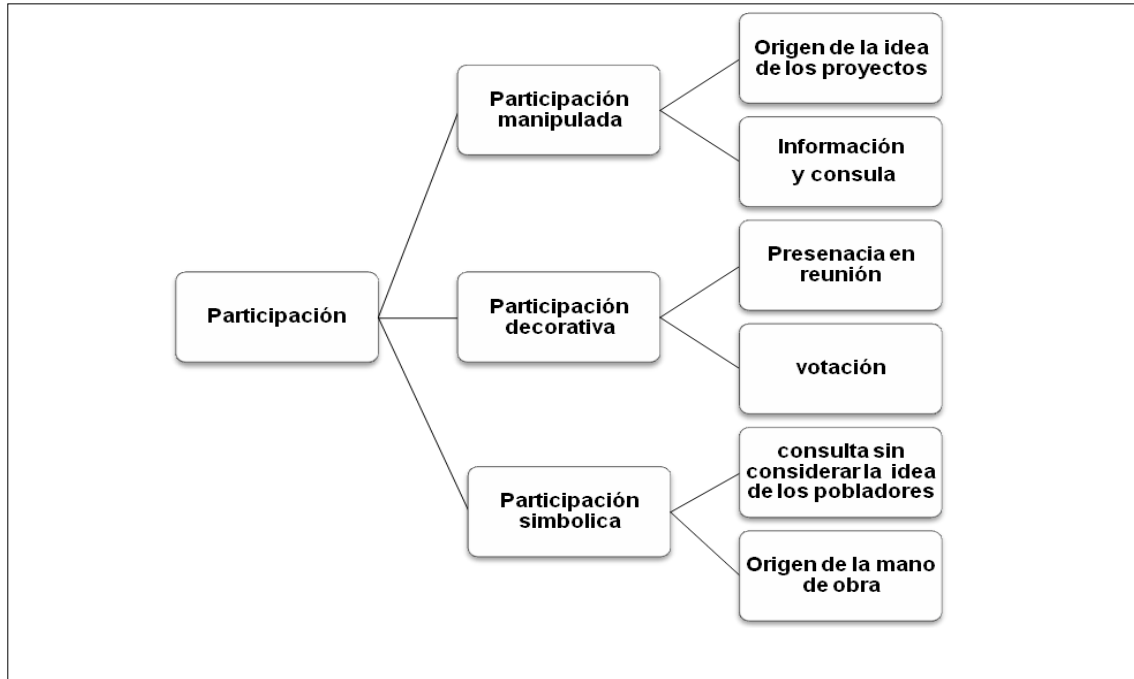 Origen de la idea
de los proyectos
Participación
manipulada
Información
y consula
Presenacia en
reunión
Participación
Participación
decorativa
votación
consulta sin
considerar la idea
de los pobladores
Participación
simbolica
Origen de la mano
de obra